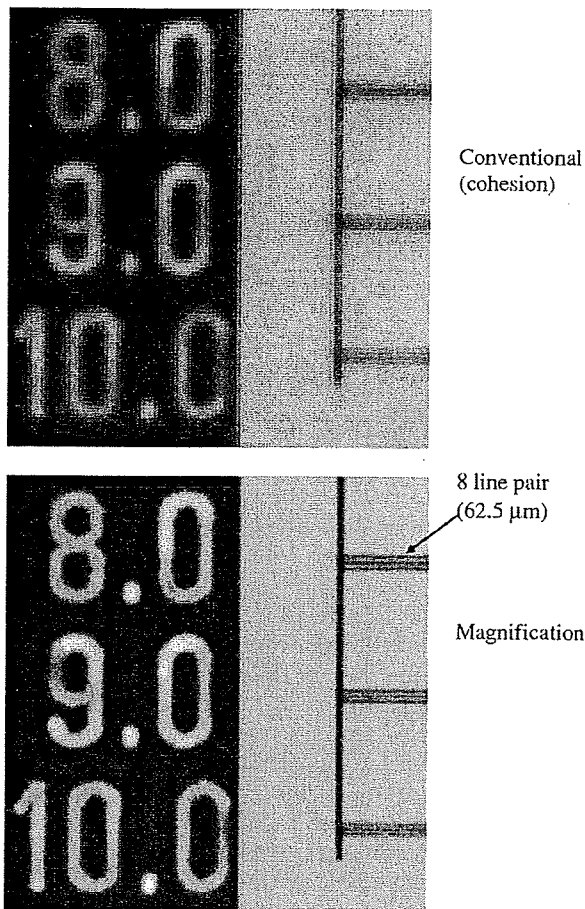 8.0
9.0
10.0
Conventional
(cohesion)
8.0
9.0
10.0
8 line pair
(62.5 µm)
Magnification